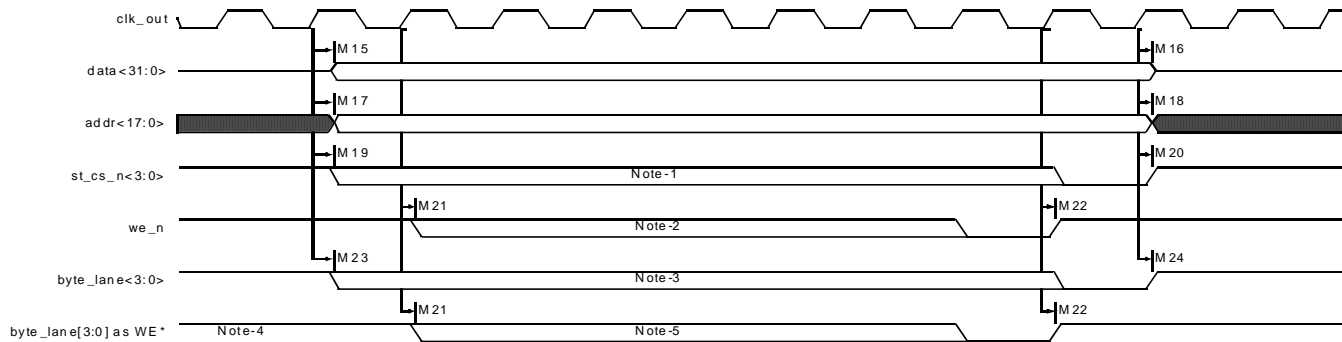 clk_out
M15 M16
data<31:0>
M17 M18
addr<17:0>
M19 M20
st_cs_n<3:0> Note-1
M21 M22
we_n Note-2
M23 M24
byte_lane<3:0> Note-3
M21 M22
byte_lane[3:0] as WE* Note-4 Note-5